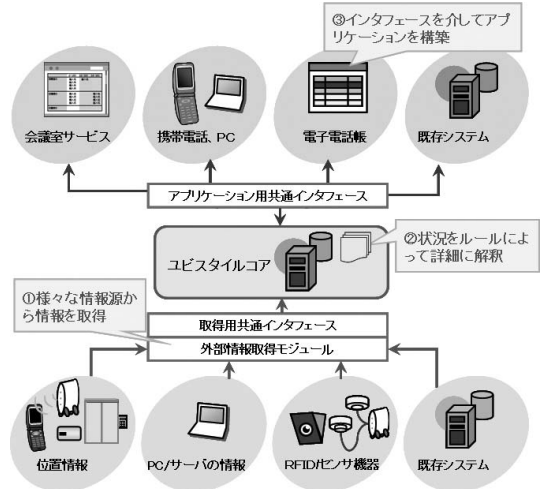 ③インタフェースを介してアプ
リケーションを構築
会議室サービス
携帯電話、PC
電子電話帳
既存システム
アプリケーション用共通インタフェース
ユビスタイルコア
②状況をルールによ
って詳細に解釈
①様々な情報源か
ら情報を取得
取得用共通インタフェース
外部情報取得モジュール
位置情報
PC/サーバの情報
RFID/センサ機器
既存システム